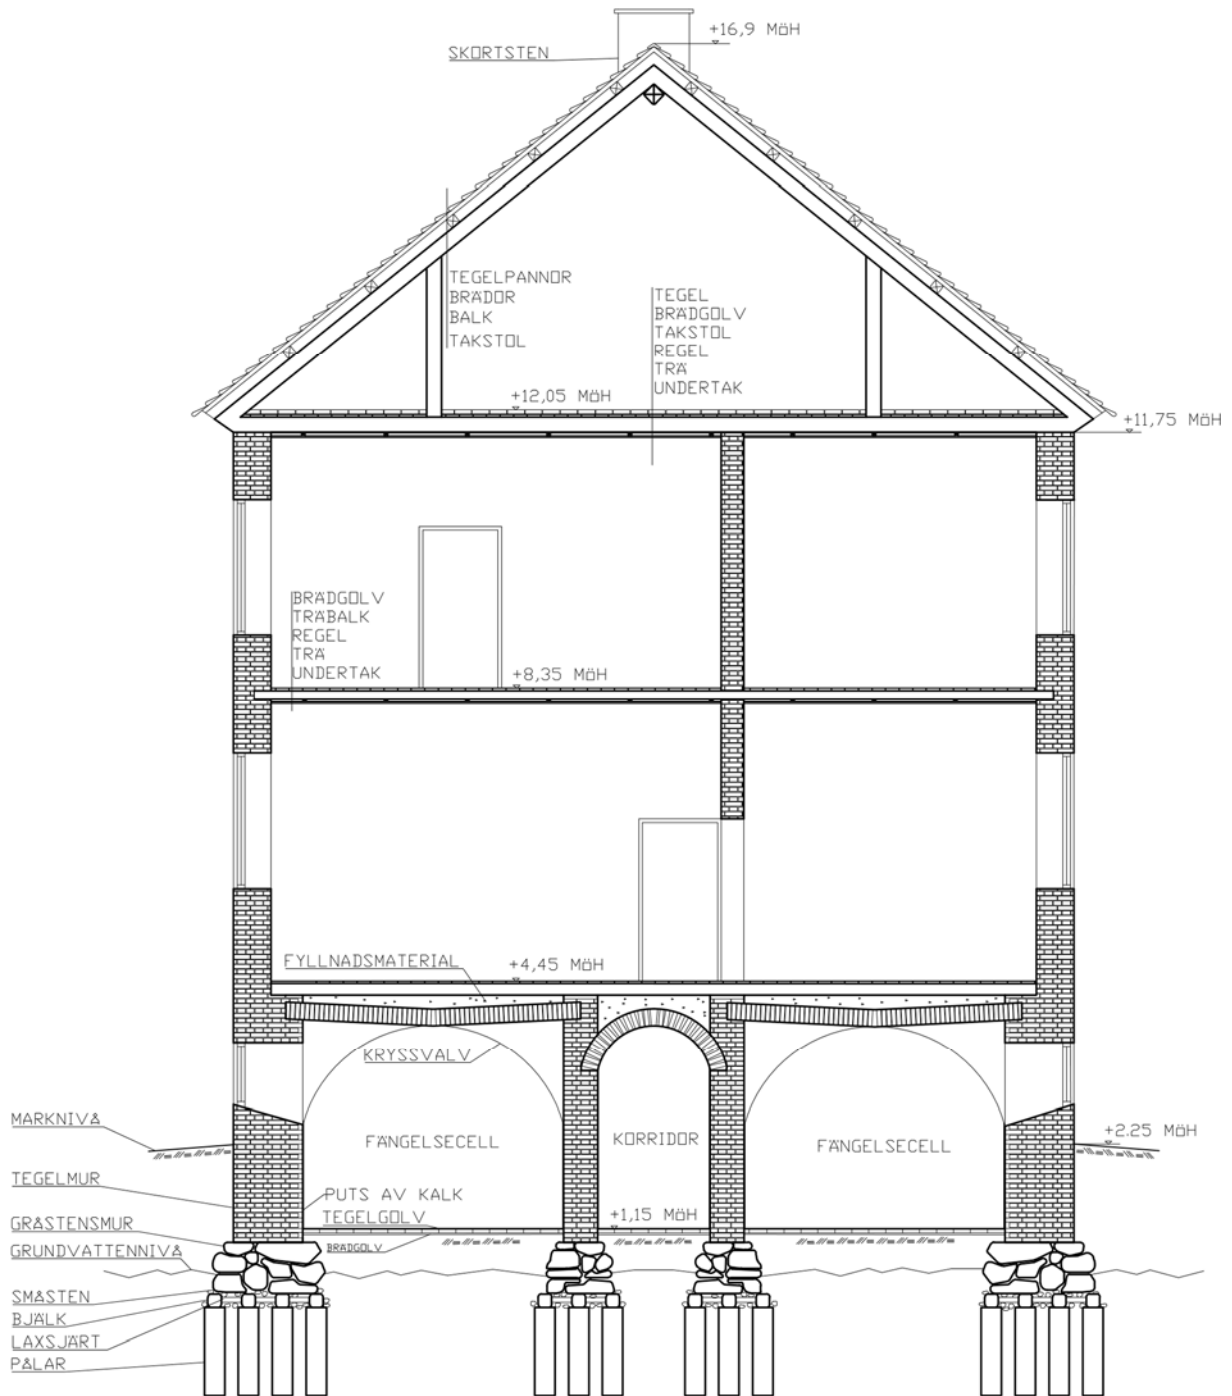 +16,9 MÖH
SKORTSTEN
TEGELPANNOR
BRÄDOR
BALK
TAKSTOL
TEGEL
BRÄDGOLV
TAKSTOL
REGEL
TRÄ
UNDERTAK
+12,05 MÖH
+11,75 MÖH
BRÄDGOLV
TRÄBALK
REGEL
TRÄ
UNDERTAK
+8,35 MÖH
FYLLNADSMATERIAL
+4,45 MÖH
KRYSSVALV
MARKNIVÅ
FÄNGELSECELL
KORRIDOR
FÄNGELSECELL
+2.25 MÖH
TEGELMUR
PUTS AV KALK
TEGELGOLV
+1,15 MÖH
GRÅSTENSMUR
BRÄDGOLV
GRUNDVATTENNIVÅ
SMÅSTEN
BJÄLK
LAXSJÄRT
PÅLAR